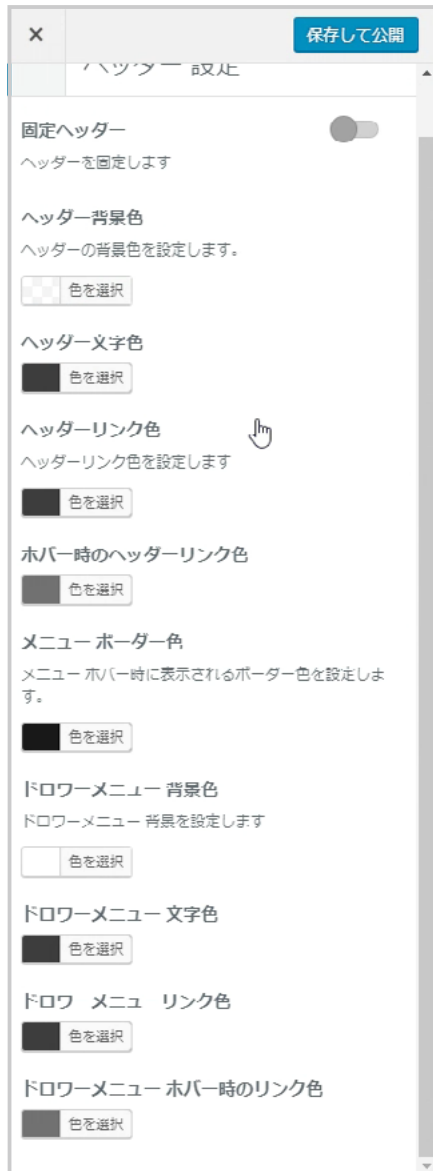 ×
保存して公開
ヘッダー 設定
固定ヘッダー
ヘッダーを固定します
ヘッダー背景色
ヘッダーの背景色を設定します。
色を選択
ヘッダー文字色
色を選択
ヘッダーリンク色
ヘッダーリンク色を設定します
色を選択
ホバー時のヘッダーリンク色
色を選択
メニュー ボーダー色
メニュー ホバー時に表示されるボーダー色を設定しま
す。
色を選択
ドロワーメニュー 背景色
ドロワーメニュー 背景を設定します
色を選択
ドロワーメニュー 文字色
色を選択
ドロワ　メニュ　リンク色
色を選択
ドロワーメニュー ホバー時のリンク色
色を選択